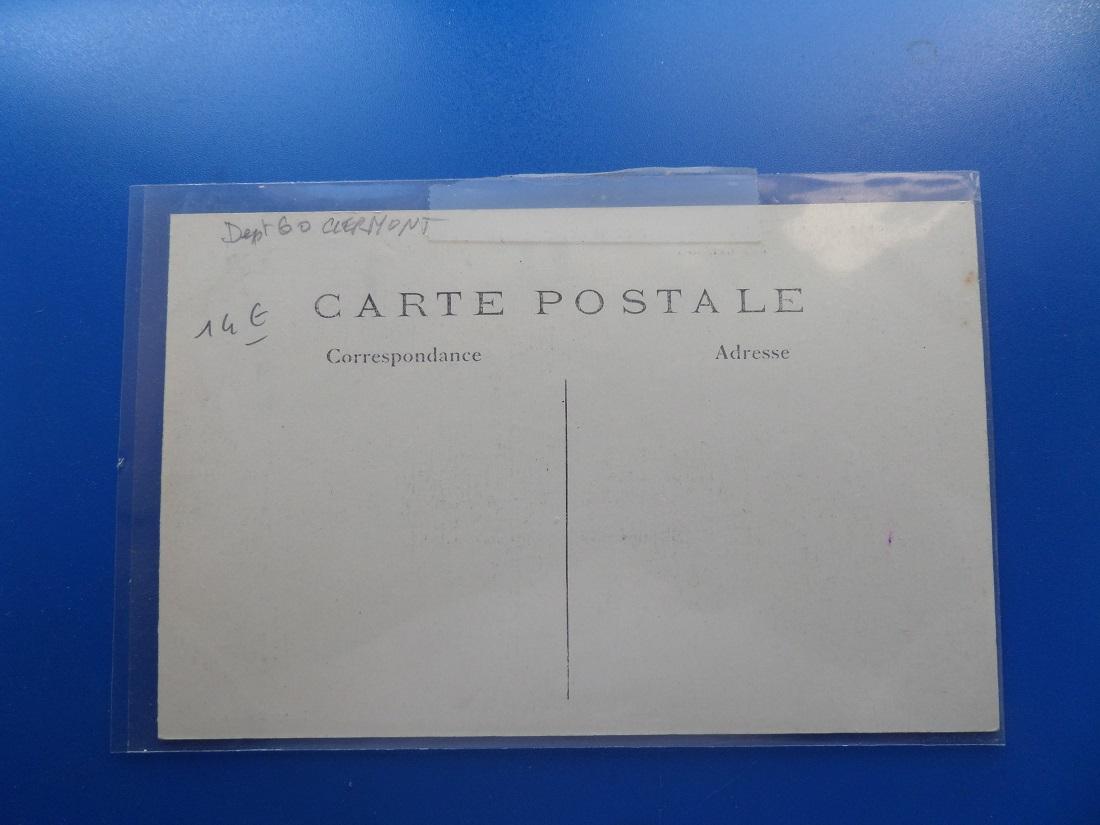 Dept 60 CLERMONT
14 €
CARTE POSTALE
Correspondance
Adresse